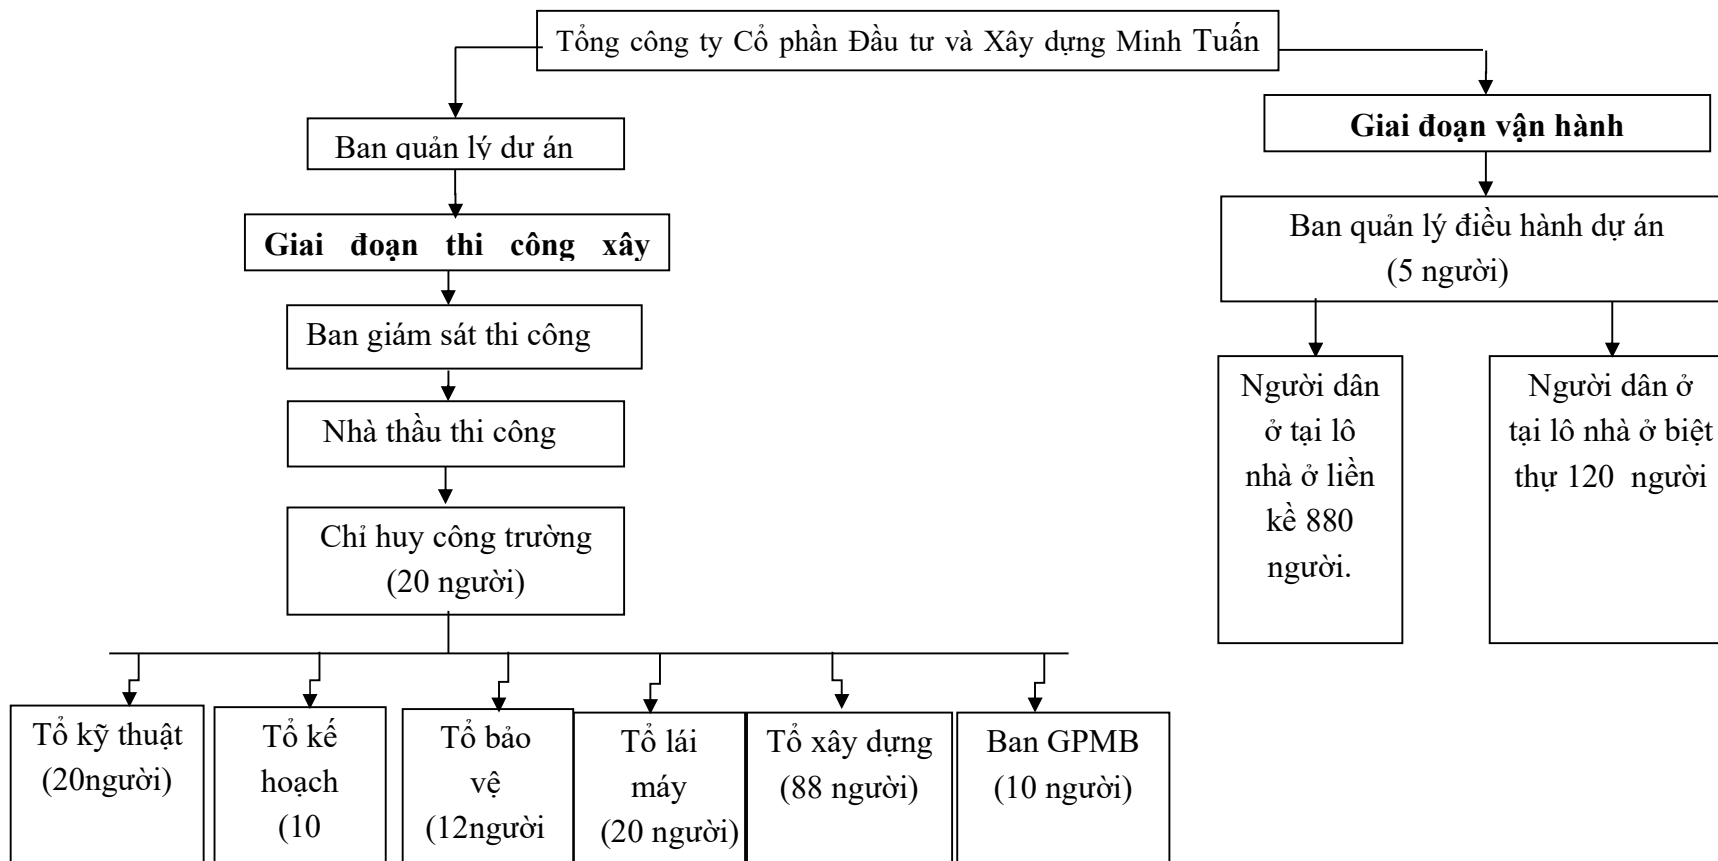 Tổng công ty Cổ phần Đầu tư và Xây dựng Minh Tuấn
Ban quản lý dự án
Giai đoạn thi công xây
Ban giám sát thi công
Nhà thầu thi công
Chỉ huy công trường
(20 người)
Tổ kỹ thuật
(20người)
Tổ kế
hoạch
(10
Tổ bảo
vệ
(12người
Tổ lái
máy
(20 người)
Tổ xây dựng
(88 người)
Ban GPMB
(10 người)
Giai đoạn vận hành
Ban quản lý điều hành dự án
(5 người)
Người dân
ở tại lô
nhà ở liền
kề 880
người.
Người dân ở
tại lô nhà ở biệt
thự 120 người